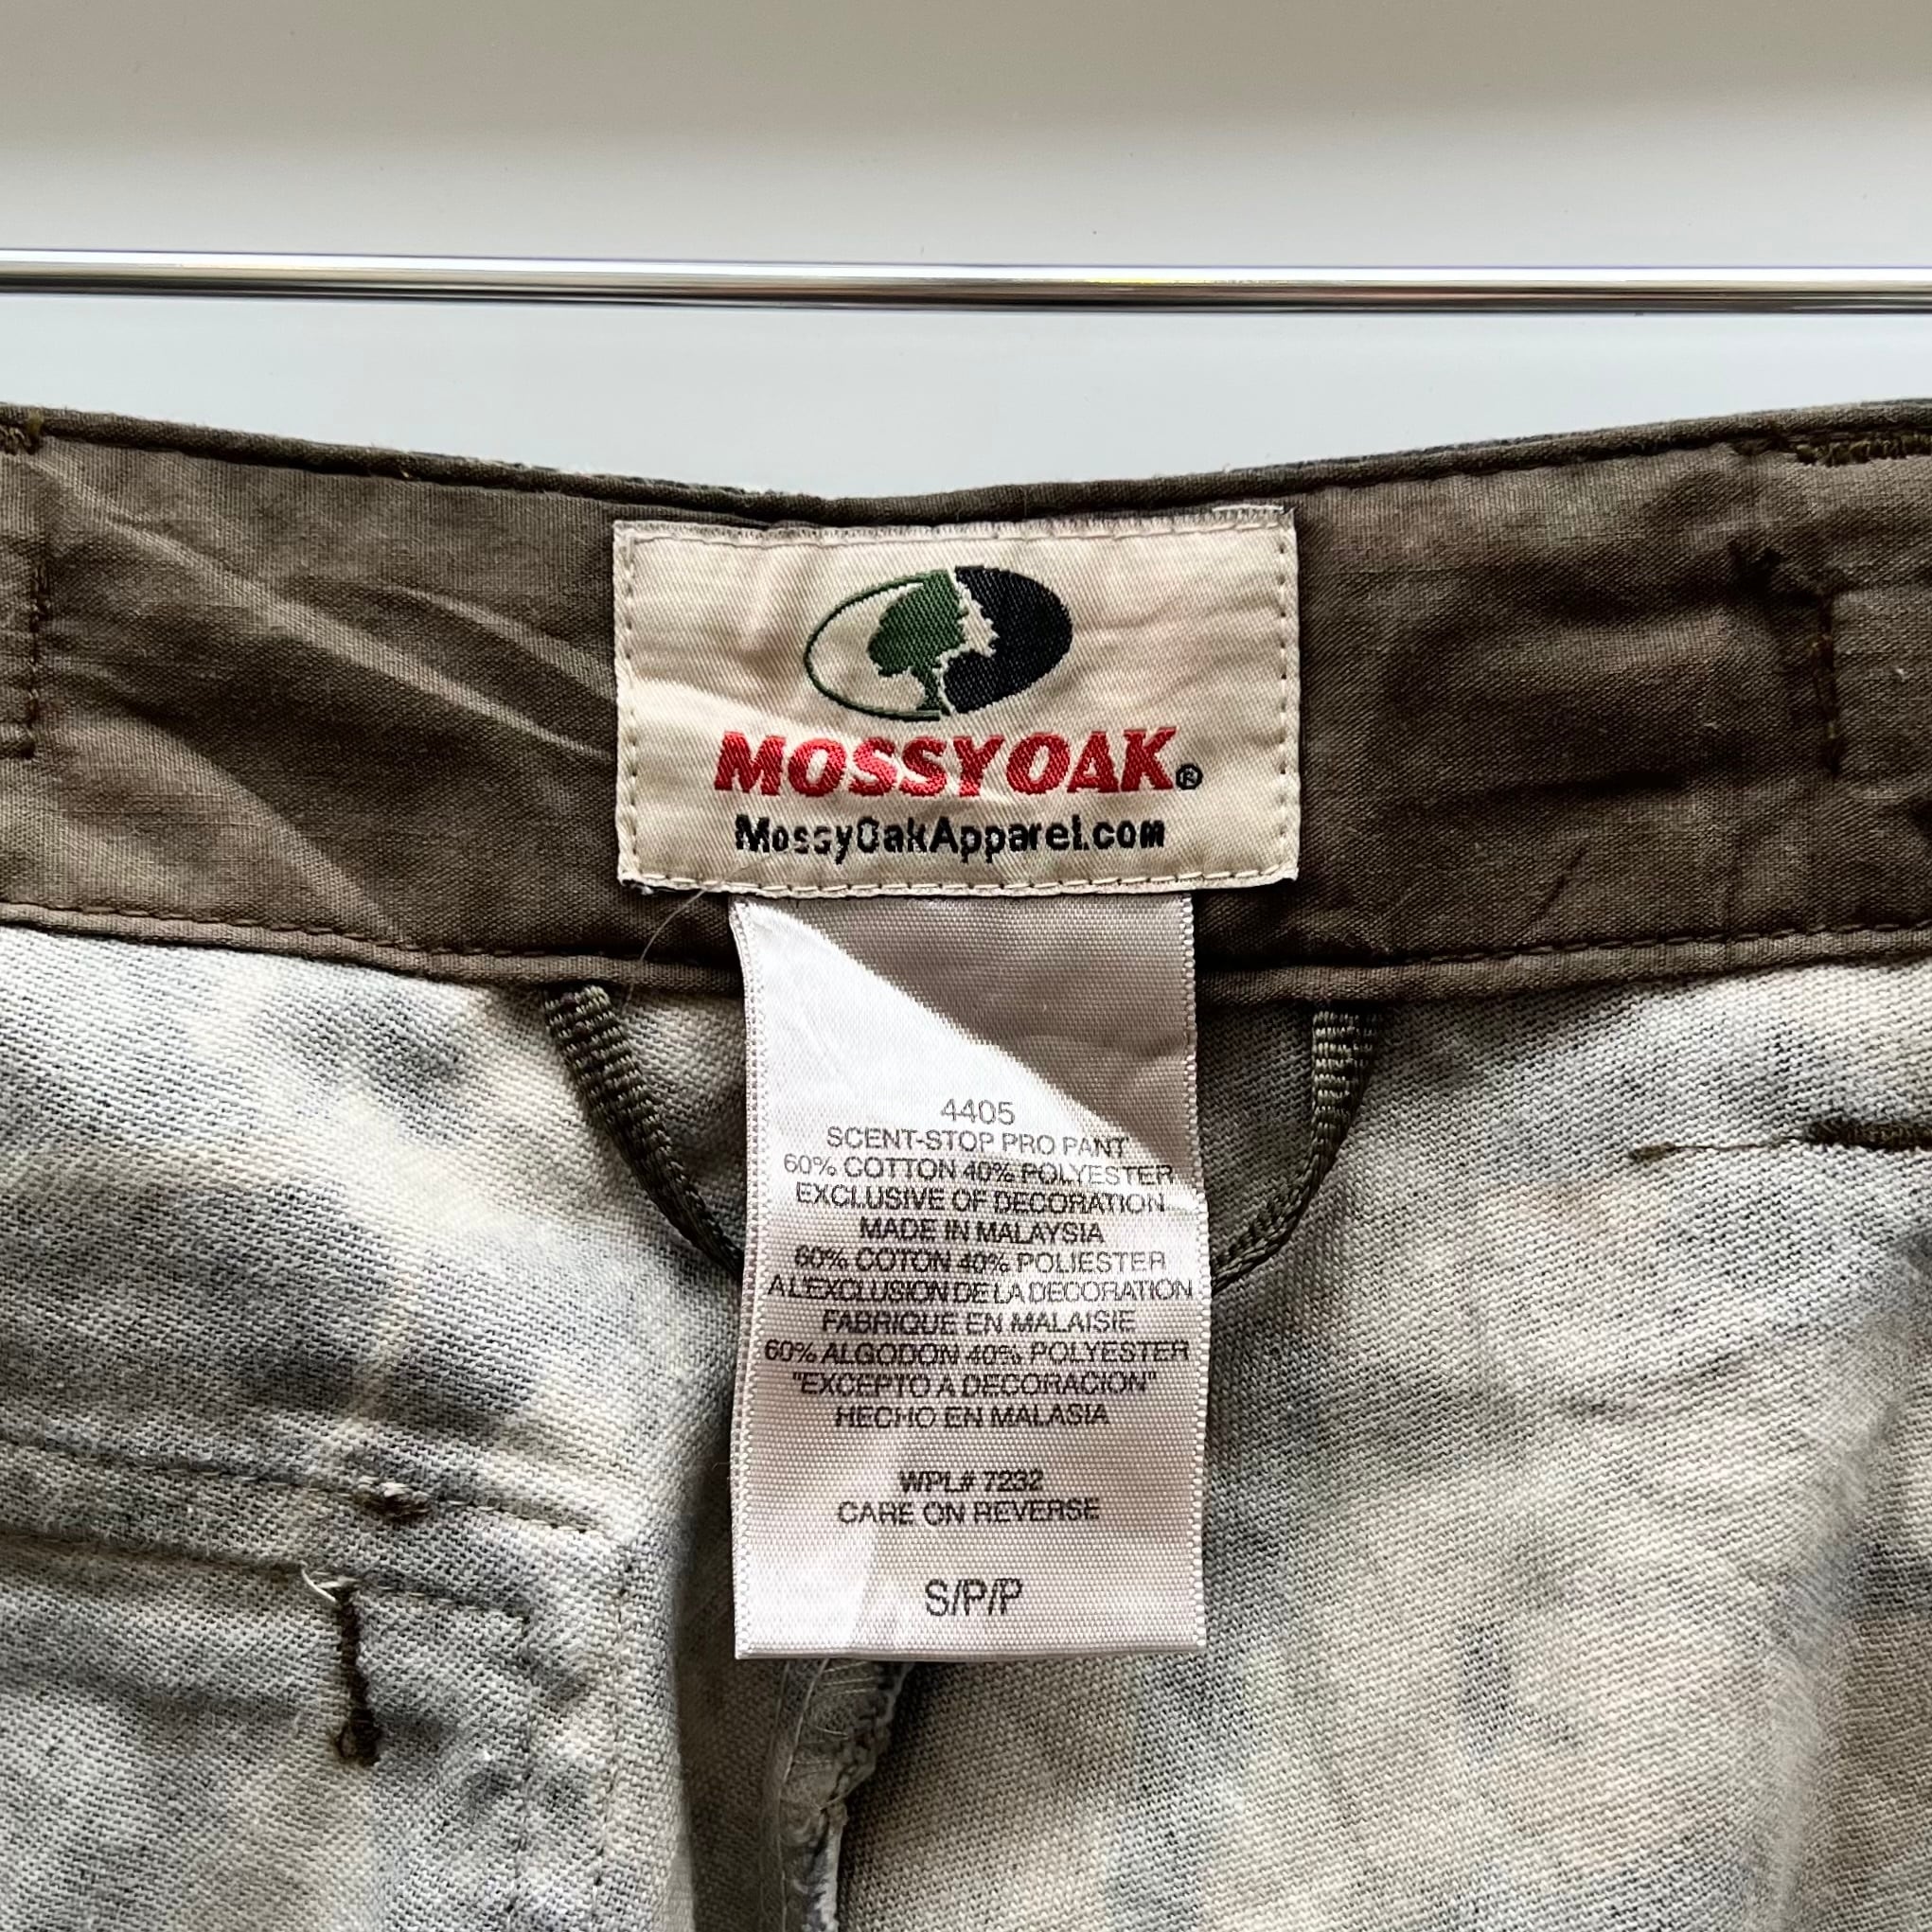 MOSSY OAK®
MossyOakApparel.com
4405
SCENT-STOP PRO PANT
60% COTTON 40% POLYESTER
EXCLUSIVE OF DECORATION
MADE IN MALAYSIA
60% COTON 40% POLIESTER
A L'EXCLUSION DE LA DECORATION
FABRIQUE EN MALAISIE
60% ALGODON 40% POLYESTER
"EXCEPTO A DECORACION"
HECHO EN MALASIA
WPL# 7232
CARE ON REVERSE
S/P/P